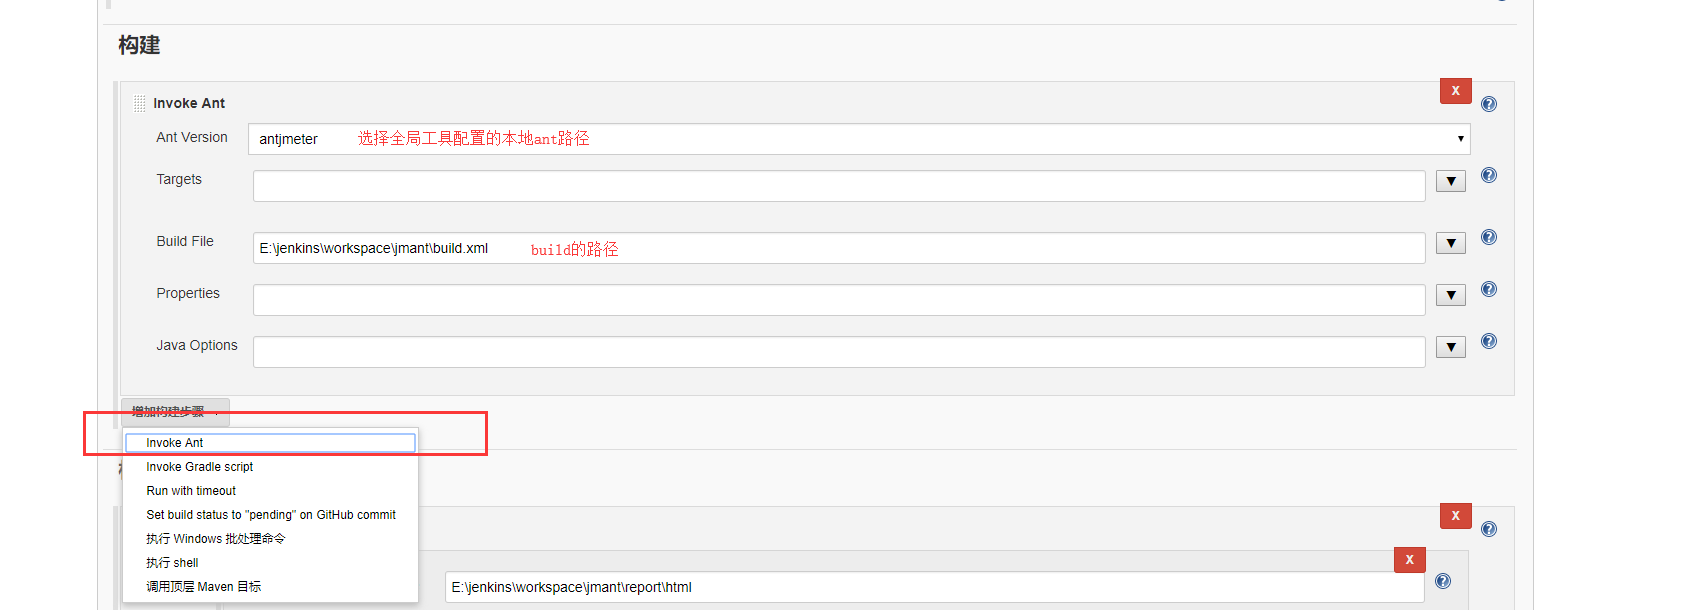 构建
Invoke Ant
X
Ant Version
antjmeter
选择全局工具配置的本地ant路径
Targets
Build File
E:\jenkins\workspace\jmant\build.xml
build的路径
Properties
Java Options
增加构建步骤
Invoke Ant
Invoke Gradle script
Run with timeout
Set build status to "pending" on GitHub commit
X
执行 Windows 批处理命令
执行 shell
X
调用顶层 Maven 目标
E:\jenkins\workspace\jmant\report\html